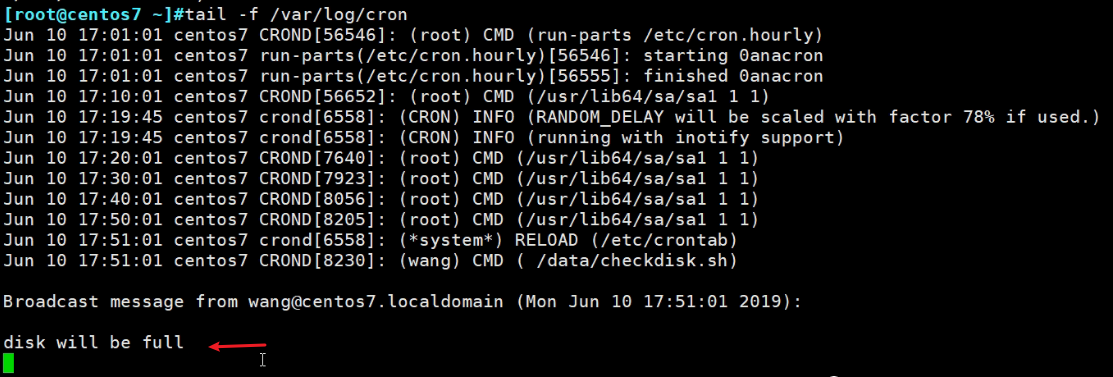 [root@centos7 ~]#tail -f /var/log/cron
Jun 10 17:01:01 centos7 CROND[56546]: (root) CMD (run-parts /etc/cron.hourly)
Jun 10 17:01:01 centos7 run-parts(/etc/cron.hourly)[56546]: starting 0anacron
Jun 10 17:01:01 centos7 run-parts(/etc/cron.hourly)[56555]: finished 0anacron
Jun 10 17:10:01 centos7 CROND[56652]: (root) CMD (/usr/lib64/sa/sa1 1 1)
Jun 10 17:19:45 centos7 crond[6558]: (CRON) INFO (RANDOM_DELAY will be scaled with factor 78% if used.)
Jun 10 17:19:45 centos7 crond[6558]: (CRON) INFO (running with inotify support)
Jun 10 17:20:01 centos7 CROND[7640]: (root) CMD (/usr/lib64/sa/sa1 1 1)
Jun 10 17:30:01 centos7 CROND[7923]: (root) CMD (/usr/lib64/sa/sa1 1 1)
Jun 10 17:40:01 centos7 CROND[8056]: (root) CMD (/usr/lib64/sa/sa1 1 1)
Jun 10 17:50:01 centos7 CROND[8205]: (root) CMD (/usr/lib64/sa/sa1 1 1)
Jun 10 17:51:01 centos7 crond[6558]: (*system*) RELOAD (/etc/crontab)
Jun 10 17:51:01 centos7 CROND[8230]: (wang) CMD ( /data/checkdisk.sh)
Broadcast message from wang@centos7.localdomain (Mon Jun 10 17:51:01 2019):
disk will be full